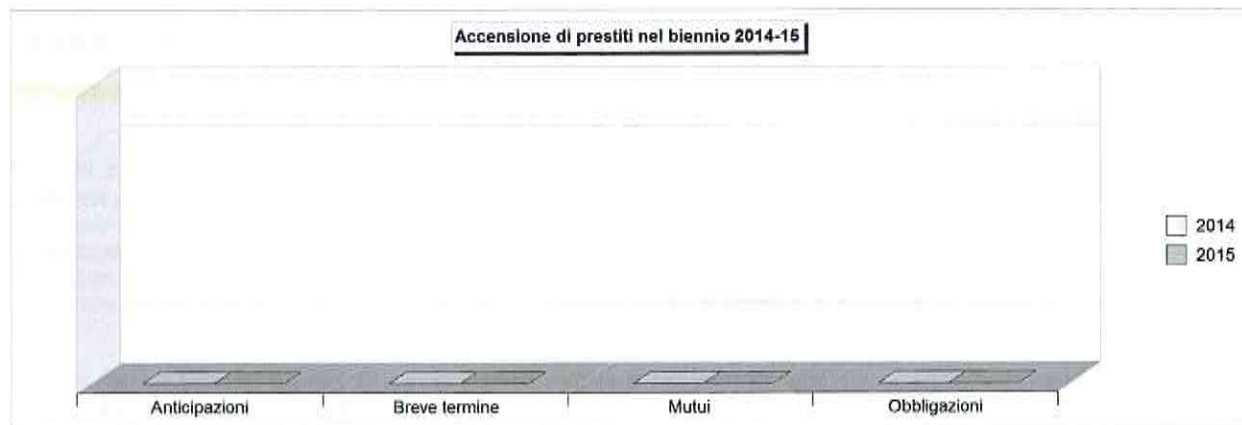 Accensione di prestiti nel biennio 2014-15
2014
2015
Anticipazioni
Breve termine
Mutui
Obbligazioni